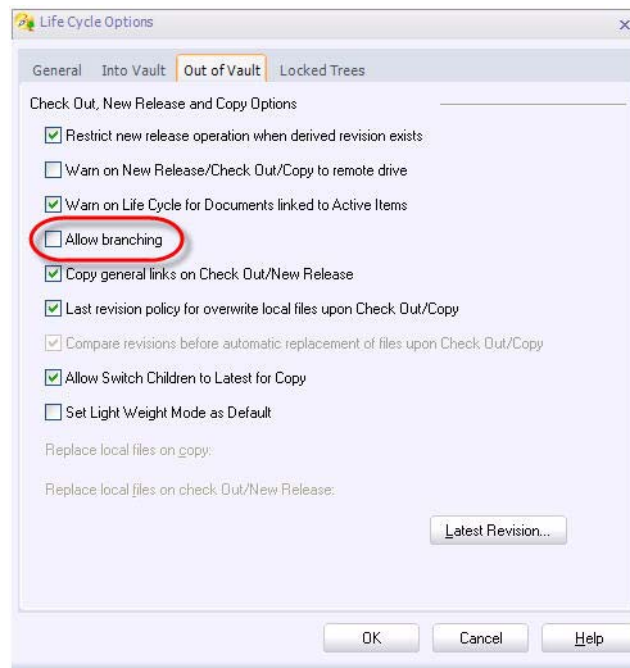 Life Cycle Options
General Into Vault Out of Vault Locked Trees
Check Out, New Release and Copy Options
Restrict new release operation when derived revision exists
Warn on New Release/Check Out/Copy to remote drive
Warn on Life Cycle for Documents linked to Active Items
Allow branching
Copy general links on Check Out/New Release
Last revision policy for overwrite local files upon Check Out/Copy
Compare revisions before automatic replacement of files upon Check Out/Copy
Allow Switch Children to Latest for Copy
Set Light Weight Mode as Default
Replace local files on copy:
Replace local files on check Out/New Release:
Latest Revision...
OK Cancel Help